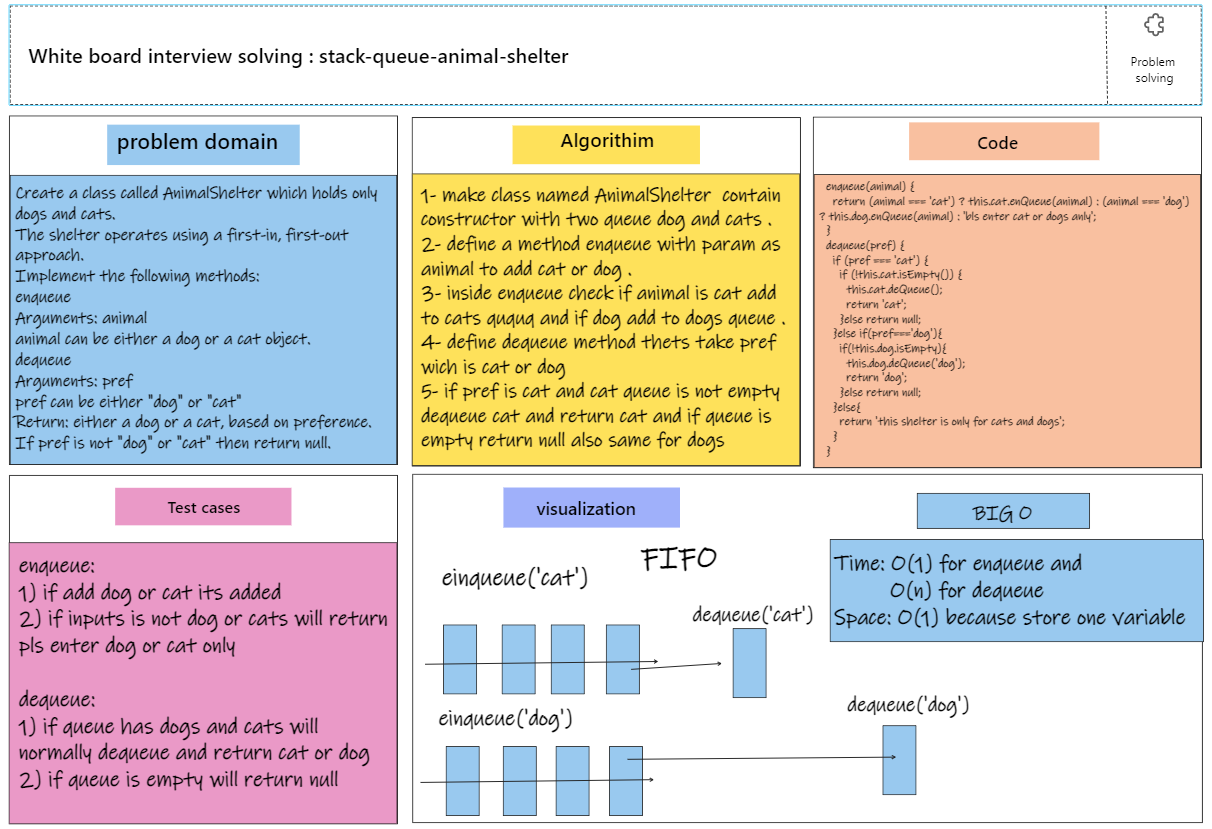 White board interview solving : stack-queue-animal-shelter
Problem
solving
problem domain
Create a class called AnimalShelter which holds only
dogs and cats.
The shelter operates using a first-in, first-out
approach.
Implement the following methods:
enqueue
Arguments: animal
animal can be either a dog or a cat object.
dequeue
Arguments: pref
pref can be either "dog" or "cat"
Return: either a dog or a cat, based on preference.
If pref is not "dog" or "cat" then return null.
Algorithim
1- make class named AnimalShelter contain
constructor with two queue dog and cats .
2- define a method enqueue with param as
animal to add cat or dog .
3- inside enqueue check if animal is cat add
to cats ququq and if dog add to dogs queue .
4- define dequeue method thets take pref
wich is cat or dog
5- if pref is cat and cat queue is not empty
dequeue cat and return cat and if queue is
empty return null also same for dogs
Code
enqueue(animal) {
return (animal === 'cat') ? this.cat.enQueue(animal) : (animal === 'dog')
? this.dog.enQueue(animal) : 'bls enter cat or dogs anly';
}
dequeue(pref) {
if (pref === 'cat') {
if (!this.cat.isEmpty()) {
this.cat.deQueue();
return 'cat';
}else return null;
}else if(pref==='dog'){
if(!this.dog.isEmpty){
this.dog.deQueue('dog');
return 'dog';
}else return null;
}else{
return 'this shelter is only for cats and dogs';
}
}
Test cases
enqueue:
1) if add dog or cat its added
2) if inputs is not dog or cats will return
pls enter dog or cat only
dequeue:
1) if queue has dogs and cats will
normally dequeue and return cat or dog
2) if queue is empty will return null
visualization
FIFO
einqueue('cat')
dequeue('cat')
einqueue('dog')
dequeue('dog')
BIG O
Time: O(1) for enqueue and
O(n) for dequeue
Space: O(1) because store one variable